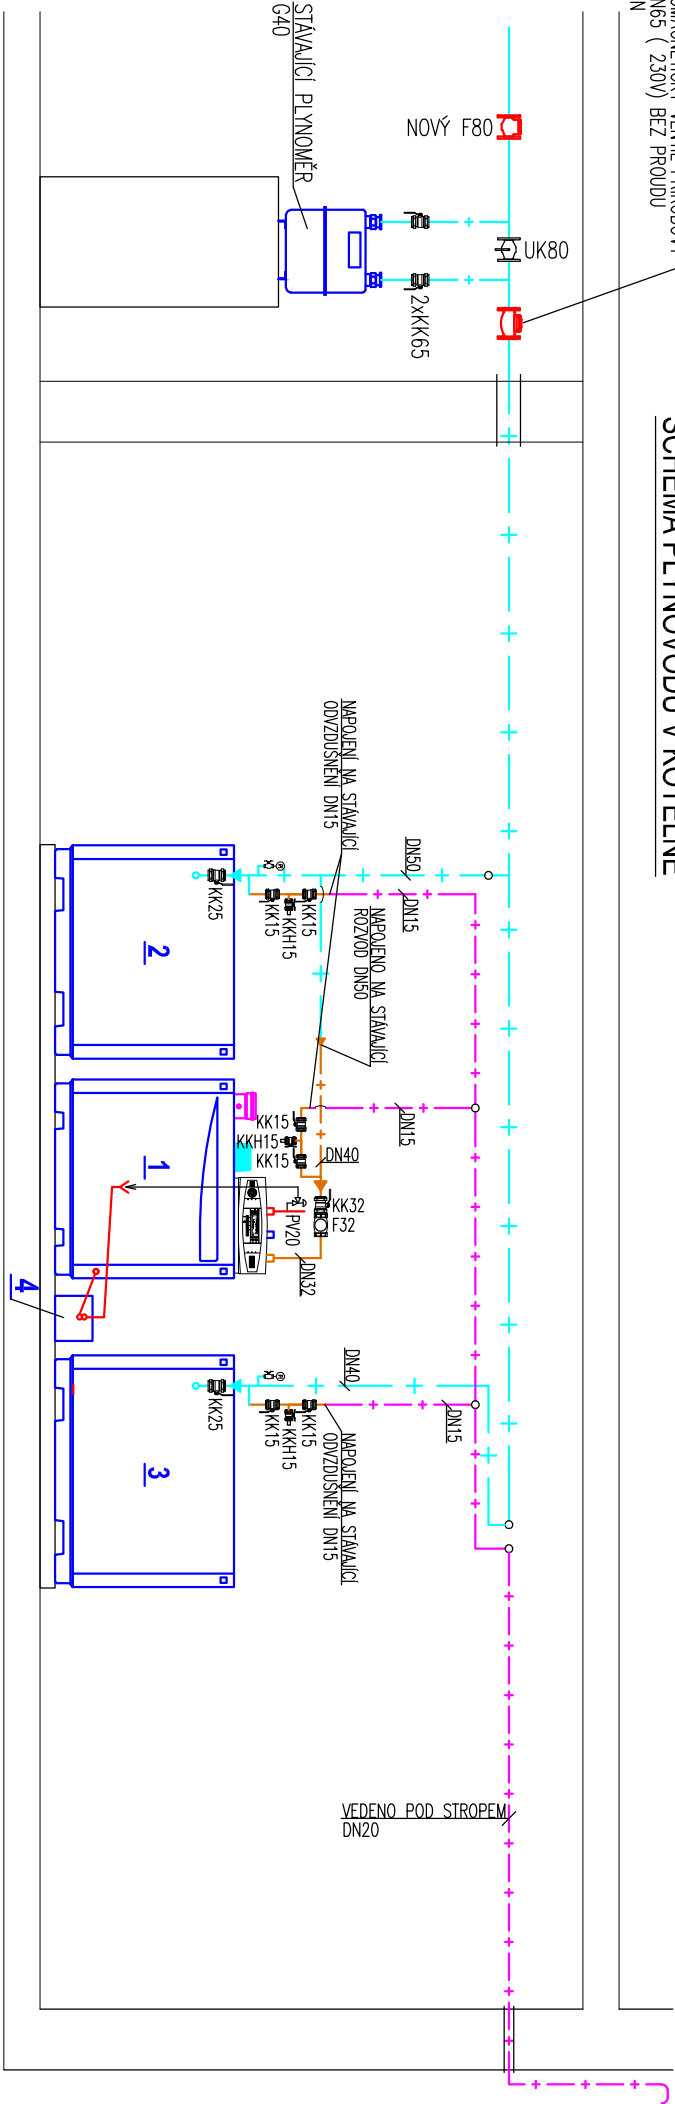 N65 ( 230V) BEZ PROUDU
SCHÉMA PLYNOVODU V KOTELNĚ
NOVÝ F80
UK80
2xKK65
STÁVAJÍCÍ PLYNOMĚR
G40
NAPOJENÍ NA STÁVAJÍCÍ
ODVZDUŠNĚNÍ DN15
DN50
DN15
NAPOJENO NA STÁVAJÍCÍ
ROZVOD DN50
KK25
KK15
KKH15
KK15
2
DN15
KK15
KKH15
KK15
DN40
KK32
F32
PV20
DN32
1
4
DN40
DN15
KK25
KK15
KKH15
KK15
NAPOJENÍ NA STÁVAJÍCÍ
ODVZDUŠNĚNÍ DN15
3
VEDENO POD STROPEM
DN20